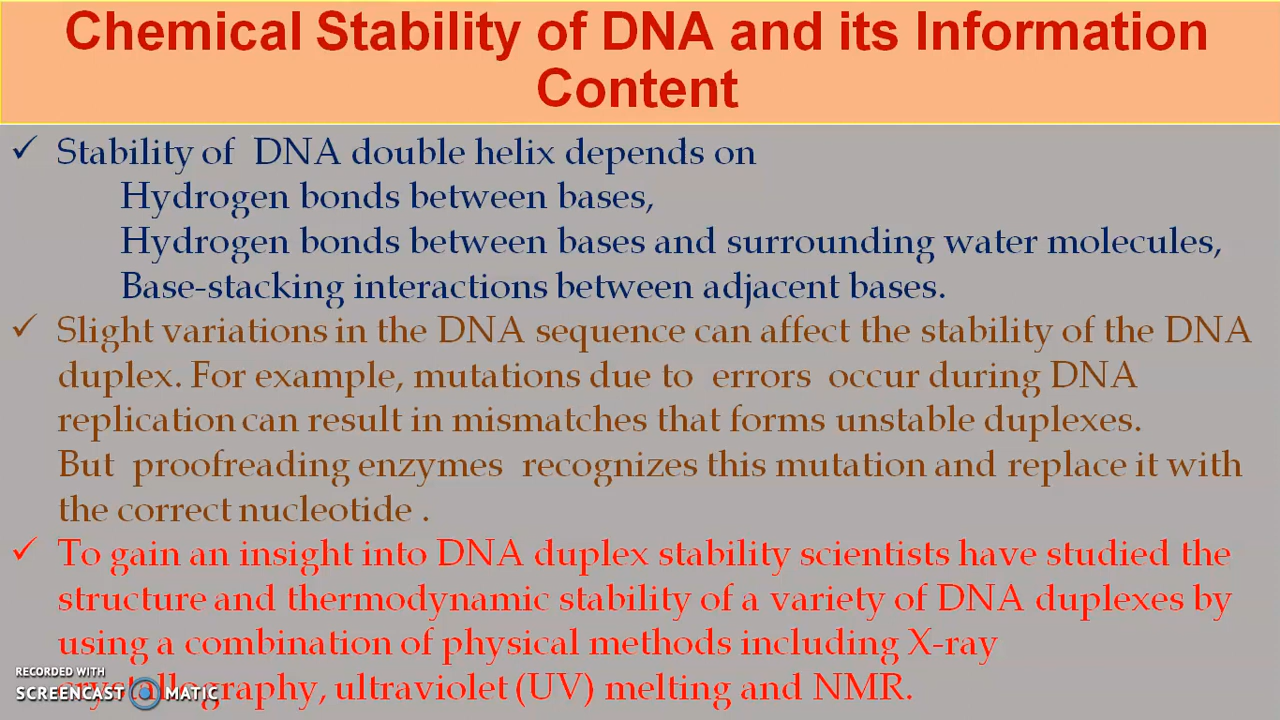 Chemical Stability of DNA and its Information
Content
✓ Stability of DNA double helix depends on
Hydrogen bonds between bases,
Hydrogen bonds between bases and surrounding water molecules,
Base-stacking interactions between adjacent bases.
✓ Slight variations in the DNA sequence can affect the stability of the DNA
duplex. For example, mutations due to errors occur during DNA
replication can result in mismatches that forms unstable duplexes.
But proofreading enzymes recognizes this mutation and replace it with
the correct nucleotide .
✓ To gain an insight into DNA duplex stability scientists have studied the
structure and thermodynamic stability of a variety of DNA duplexes by
using a combination of physical methods including X-ray
crystallography, ultraviolet (UV) melting and NMR.
RECORDED WITH
SCREENCAST MATIC